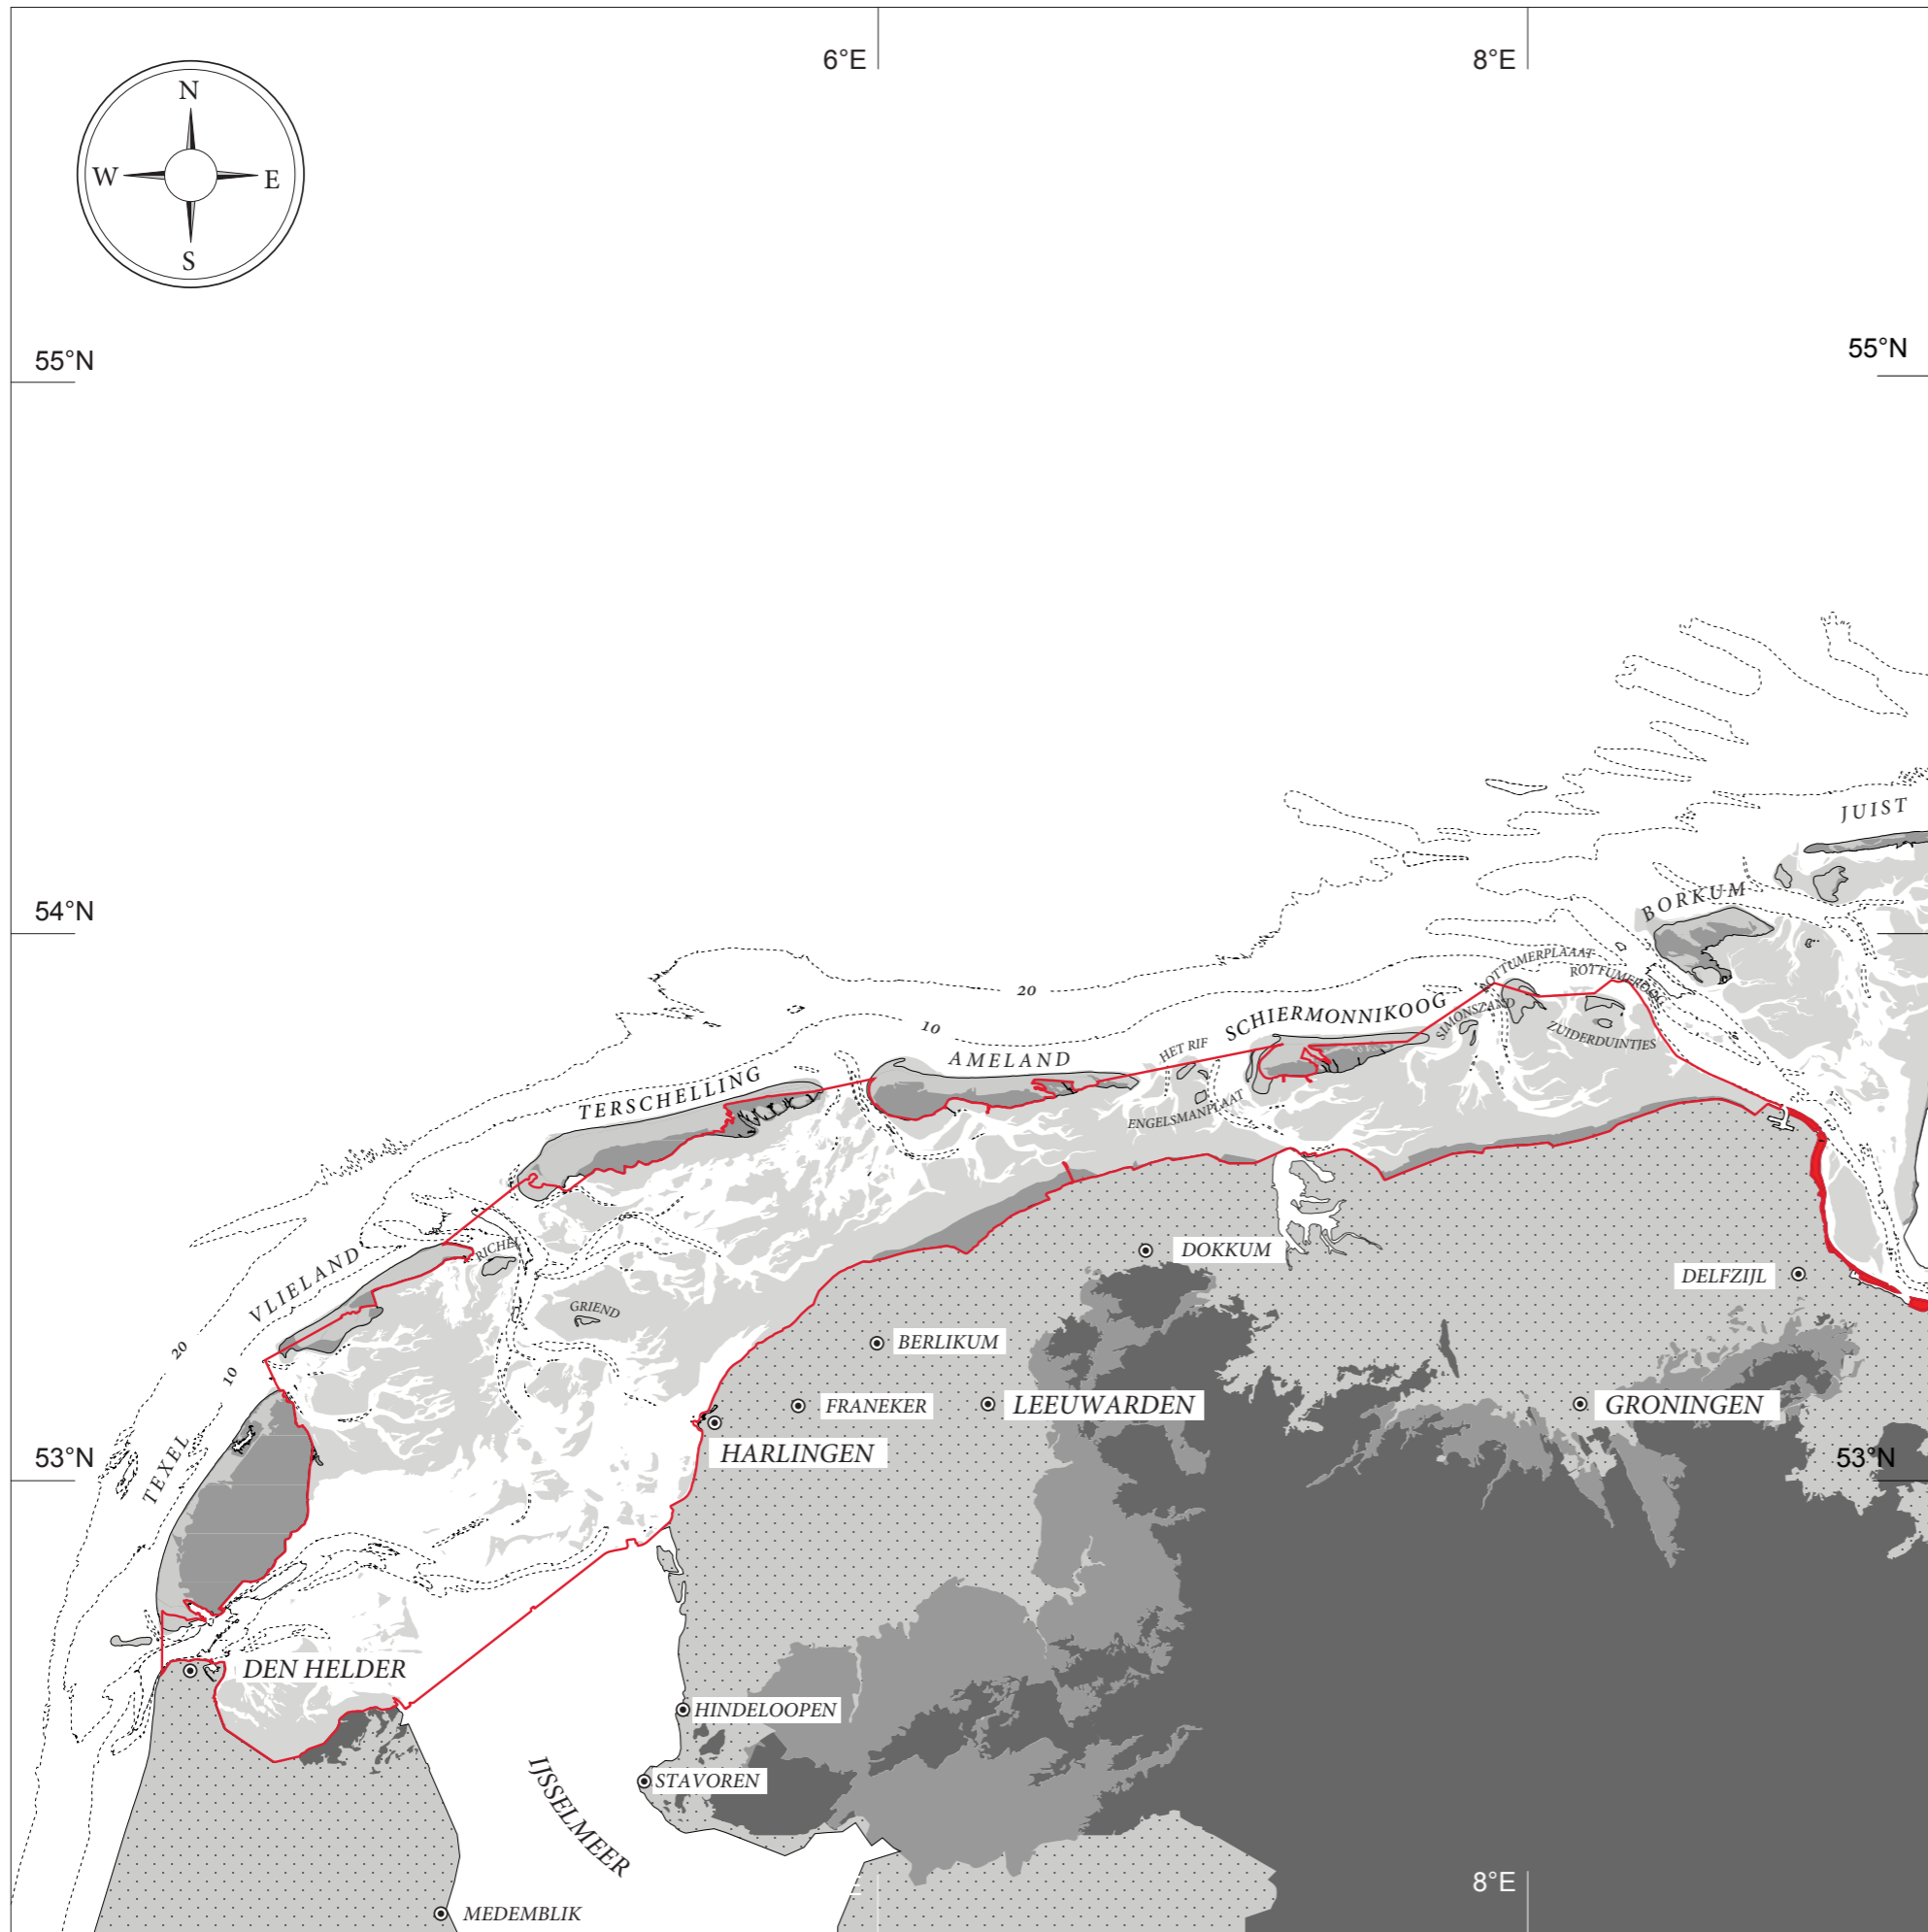 6°E
8°E
N
W
E
S
55°N
55°N
JUIST
BORKUM
54°N
ROTTUMERPLAAAT
ROTTUMEROOG
20
SIMONSZAND
SCHIERMONNIKOOG
10
ZUIDERDUINTJES
HET RIF
AMELAND
TERSCHELLING
ENGELSMANPLAAT
RICHEL
DOKKUM
VLIELAND
DELFZIJL
GRIEND
20
BERLIKUM
10
FRANEKER
LEEUWARDEN
GRONINGEN
HARLINGEN
53°N
53°N
TEXEL
DEN HELDER
HINDELOOPEN
STAVOREN
IJSSELMEER
E
8°E
MEDEMBLIK